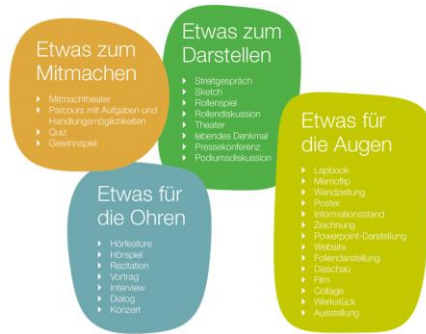 Etwas zum
Mitmachen
Mitmachtheater
Parcours mit Aufgaben und
Handlungsmöglichkeiten
Quiz
Gewinnspiel
Etwas zum
Darstellen
Streitgespräch
Sketch
Rollenspiel
Rollendiskussion
Theater
lebendes Denkmal
Pressekonferenz
Podiumsdiskussion
Etwas für
die Augen
Lapbook
Memoflip
Wandzeitung
Poster
Informationsstand
Zeichnung
Powerpoint-Darstellung
Website
Foliendarstellung
Diaschau
Film
Collage
Werkstück
Ausstellung
Etwas für
die Ohren
Hörfeature
Hörspiel
Rezitation
Vortrag
Interview
Dialog
Konzert